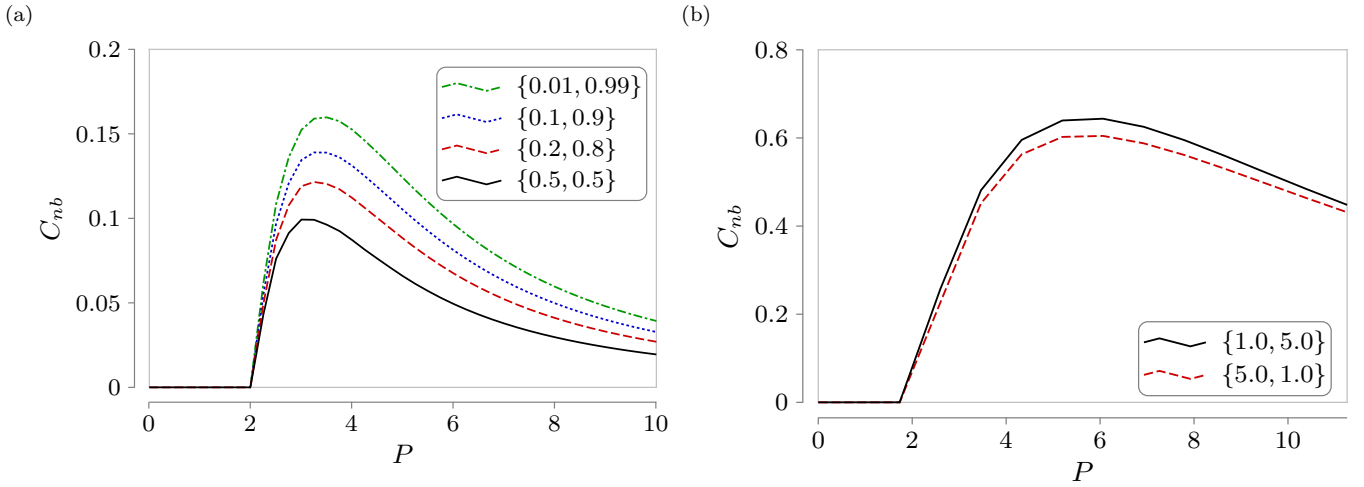 (a)
0.2
0.15
0.1
0.05
0
C_{nb}
{0.01, 0.99}
{0.1, 0.9}
{0.2, 0.8}
{0.5, 0.5}
0 2 4 6 8 10
P
(b)
0.8
0.6
0.4
0.2
0
C_{nb}
{1.0, 5.0}
{5.0, 1.0}
0 2 4 6 8 10
P